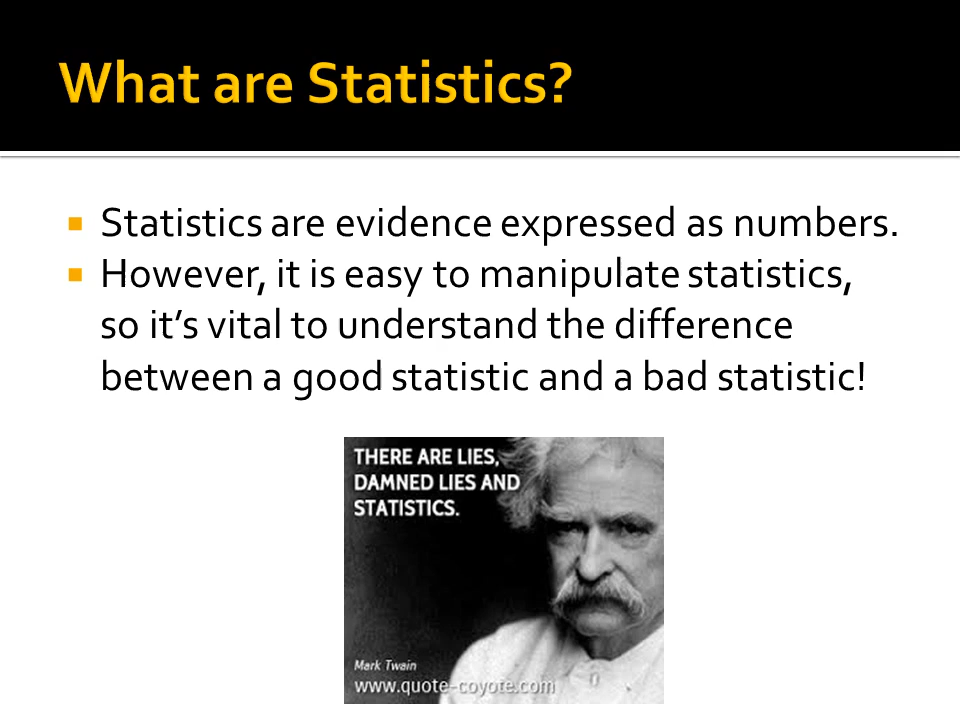 What are Statistics?
Statistics are evidence expressed as numbers.
However, it is easy to manipulate statistics,
so it’s vital to understand the difference
between a good statistic and a bad statistic!
THERE ARE LIES,
DAMNED LIES AND
STATISTICS.
Mark Twain
www.quote-coyote.com